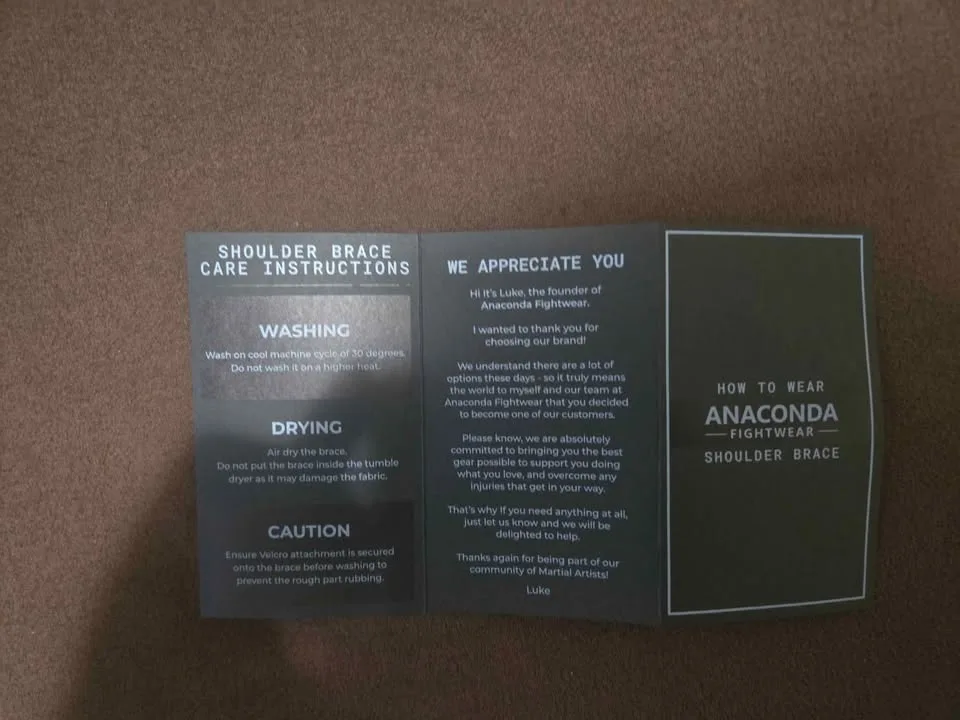 SHOULDER BRACE
CARE INSTRUCTIONS
WASHING
Wash on cool machine cycle of 30 degrees.
Do not wash it on a higher heat.
DRYING
Air dry the brace.
Do not put the brace inside the tumble
dryer as it may damage the fabric.
CAUTION
Ensure Velcro attachment is secured
onto the brace before washing to
prevent the rough part rubbing.
WE APPRECIATE YOU
Hi It's Luke, the founder of
Anaconda Fightwear.
I wanted to thank you for
choosing our brand!
We understand there are a lot of
options these days - so it truly means
the world to myself and our team at
Anaconda Fightwear that you decided
to become one of our customers.
Please know, we are absolutely
committed to bringing you the best
gear possible to support you doing
what you love, and overcome any
injuries that get in your way.
That's why if you need anything at all,
just let us know and we will be
delighted to help.
Thanks again for being part of our
community of Martial Artists!
Luke
HOW TO WEAR
ANACONDA
FIGHTWEAR
SHOULDER BRACE